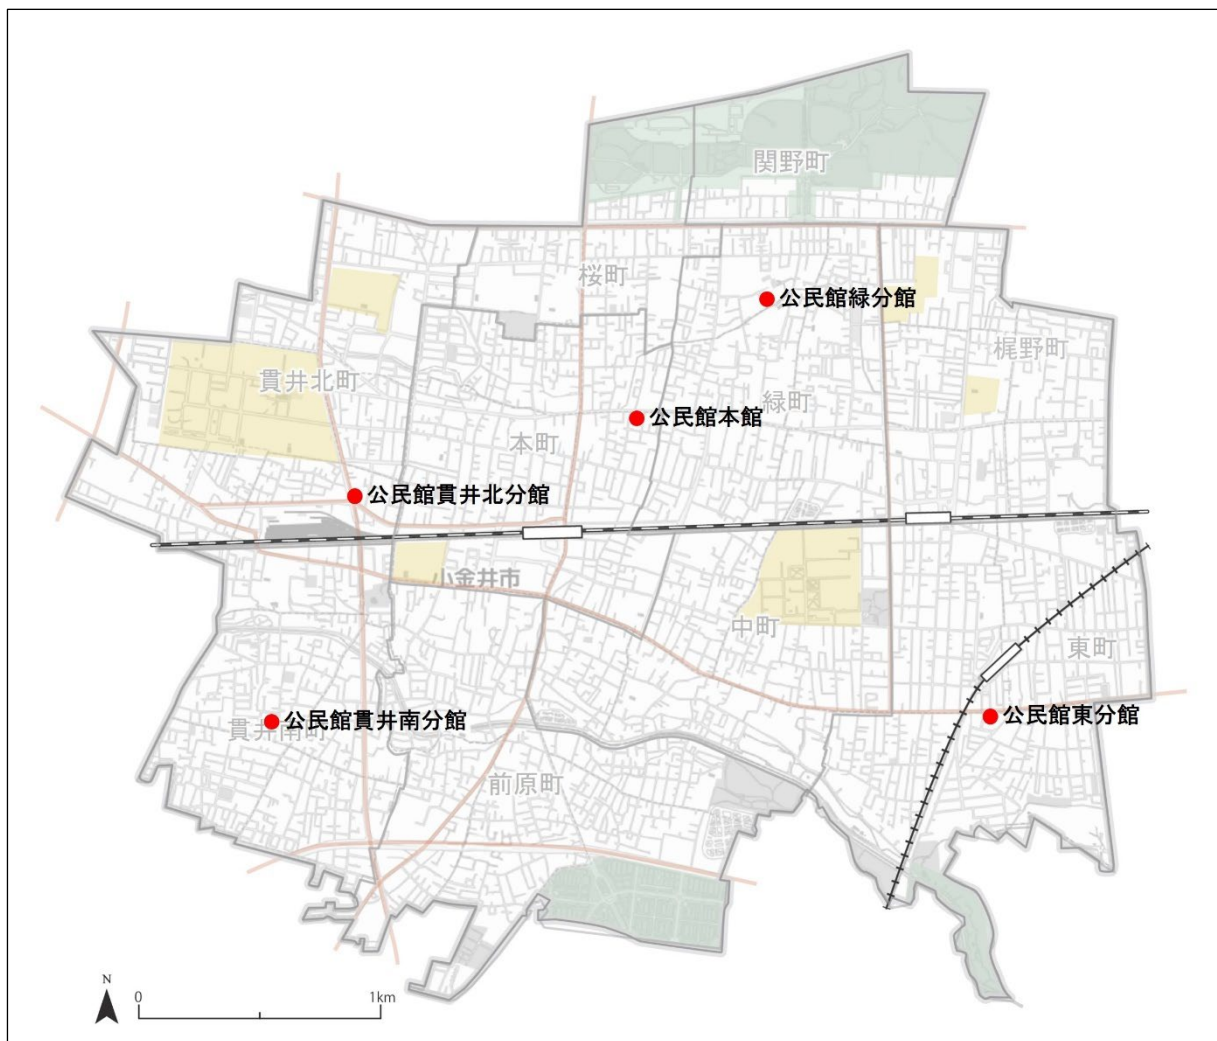 関野町
桜町
公民館緑分館
梶野町
貫井北町
緑町
公民館本館
本町
公民館貫井北分館
小金井市
中町
東町
公民館貫井南分館
貫井南町
公民館東分館
前原町
N
0
1km